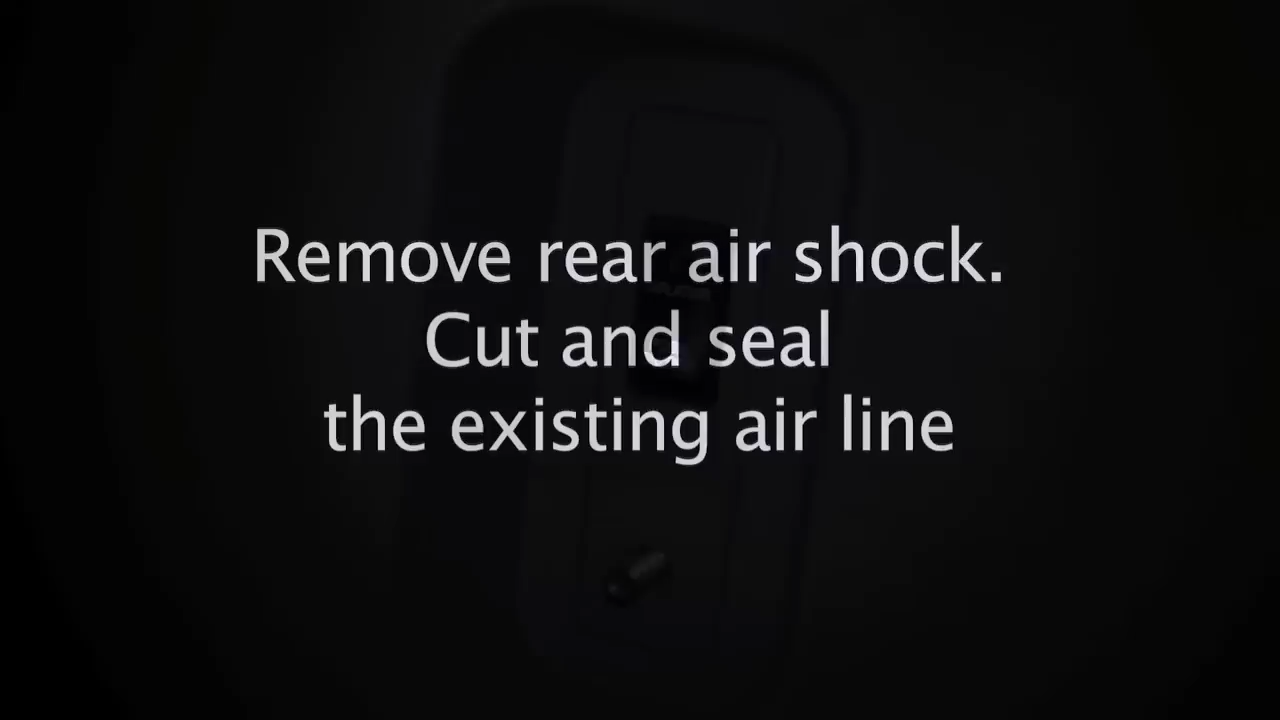 Remove rear air shock.
Cut and seal
the existing air line